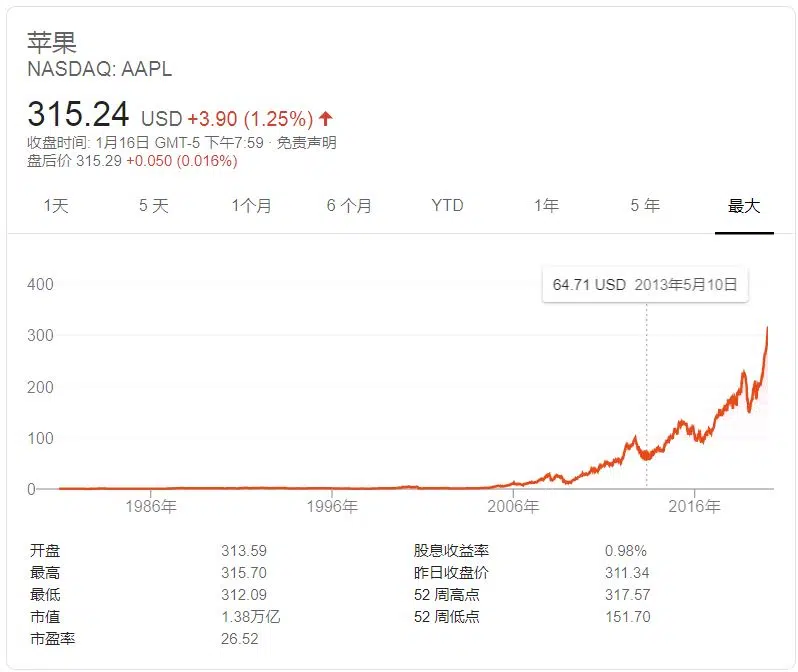 苹果
NASDAQ: AAPL
315.24 USD +3.90 (1.25%)
收盘时间: 1月16日 GMT-5 下午7:59 · 免责声明
盘后价 315.29 +0.050 (0.016%)
1天 5 天 1个月 6 个月 YTD 1年 5 年 最大
64.71 USD 2013年5月10日
400
300
200
100
0
1986年 1996年 2006年 2016年
开盘 313.59 股息收益率 0.98%
最高 315.70 昨日收盘价 311.34
最低 312.09 52 周高点 317.57
市值 1.38万亿 52 周低点 151.70
市盈率 26.52